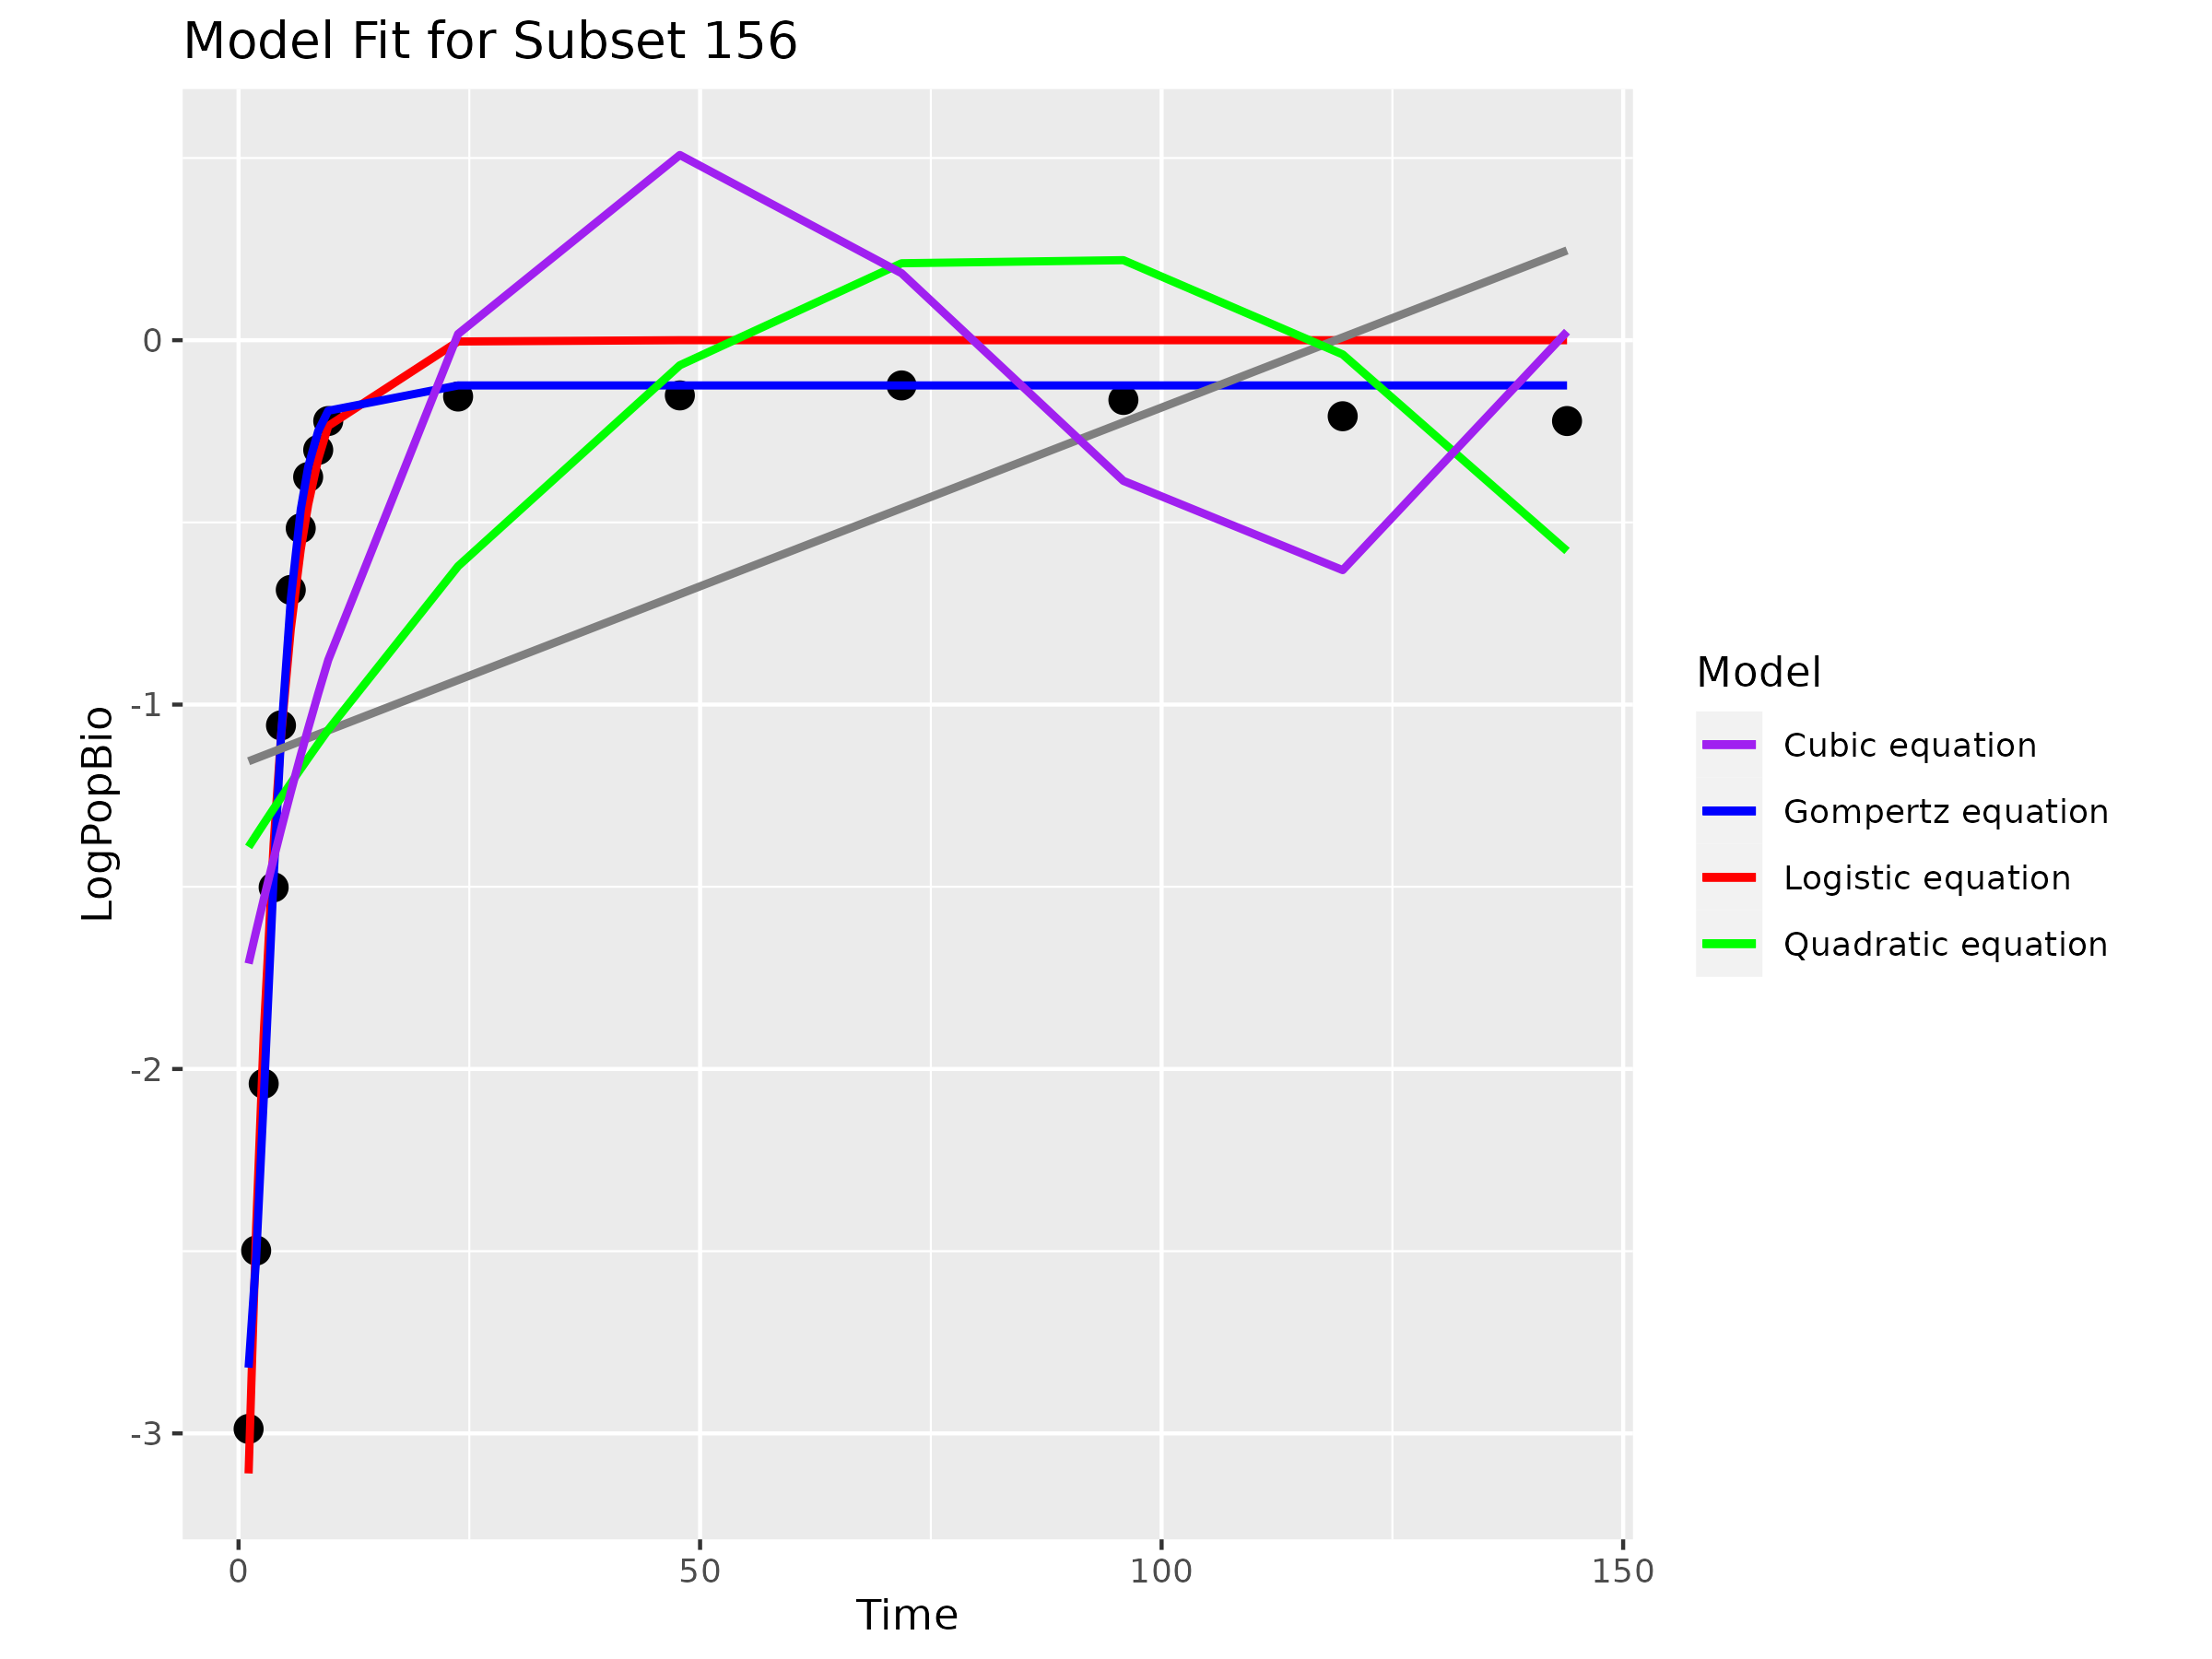 Model Fit for Subset 156
LogPopBio
0
-1
-2
-3
0
50
100
150
Time
Model
Cubic equation
Gompertz equation
Logistic equation
Quadratic equation